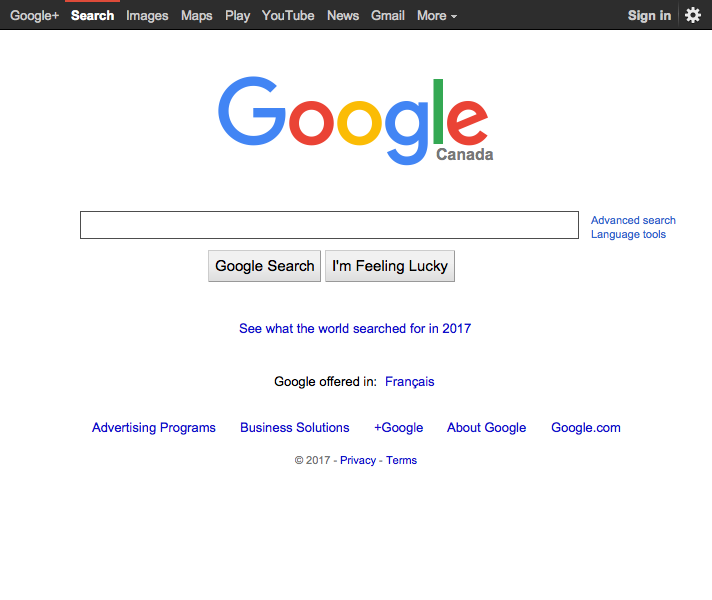 Google+ Search Images Maps Play YouTube News Gmail More Sign in
Google
Canada
Advanced search
Language tools
Google Search I'm Feeling Lucky
See what the world searched for in 2017
Google offered in: Français
Advertising Programs Business Solutions +Google About Google Google.com
© 2017 - Privacy - Terms